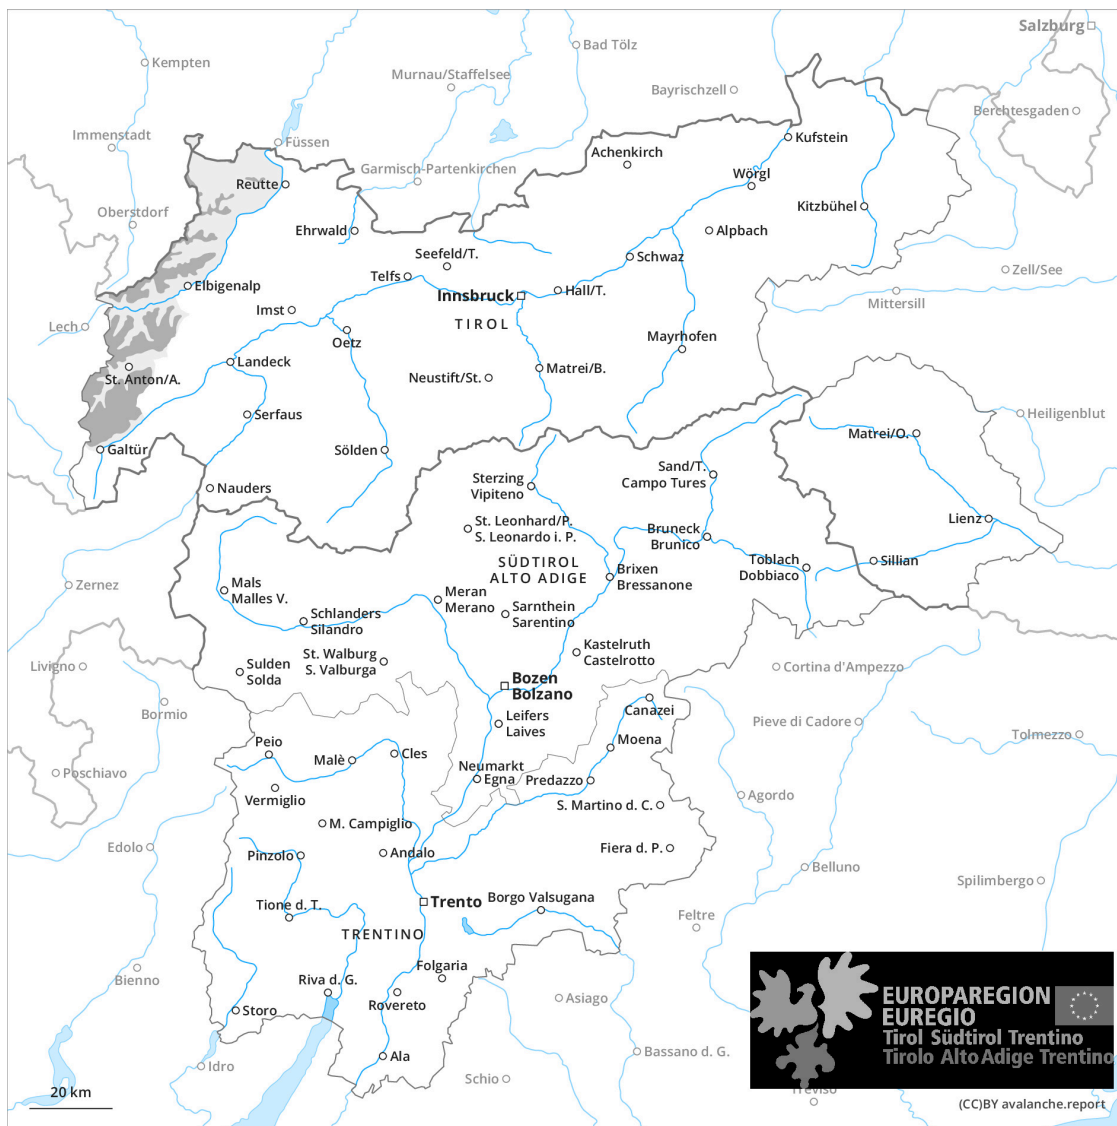 Salzburg
Bad Tölz
Kempten
Murnau/Staffelsee
Bayrischzell
Berchtesgaden
Immenstadt
Füssen
Kufstein
Achenkirch
Garmisch-Partenkirchen
Wörgl
Reutte
Oberstdorf
Kitzbühel
Ehrwald
Alpbach
Seefeld/T.
Schwaz
Zell/See
Telfs
Elbigenalp
Innsbruck
Hall/T.
Mittersill
Imst
TIROL
Lech
Oetz
Mayrhofen
Landeck
Matrei/B.
St. Anton/A.
Neustift/St.
Serfaus
Heiligenblut
Matrei/O.
Galtür
Sölden
Sand/T.
Campo Tures
Sterzing
Vipiteno
Nauders
Lienz
St. Leonhard/P.
S. Leonardo i. P.
Bruneck
Brunico
SÜDTIROL
ALTO ADIGE
Toblach
Dobbiaco
Sillian
Brixen
Bressanone
Zernez
Mals
Malles V.
Meran
Merano
Sarnthein
Sarentino
Schlanders
Silandro
Kastelruth
Castelrotto
St. Walburg
S. Valburga
Livigno
Sulden
Solda
Cortina d'Ampezzo
Bozen
Bolzano
Bormio
Canazei
Leifers
Laives
Pieve di Cadore
Tolmezzo
Moena
Peio
Malè
Cles
Neumarkt
Egna
Predazzo
Poschiavo
Vermiglio
Agordo
S. Martino d. C.
M. Campiglio
Edolo
Pinzolo
Andalo
Fiera d. P.
Belluno
Spilimbergo
Trento
Borgo Valsugana
Tione d. T.
Feltre
TRENTINO
Bienno
Folgaria
Riva d. G.
Rovereto
Asiago
Storo
EUROPAREGION
EUREGIO
Tirol Südtirol Trentino
Tirolo Alto Adige Trentino
Ala
Bassano d. G.
Idro
Schio
Treviso
20 km
(CC)BY avalanche.report